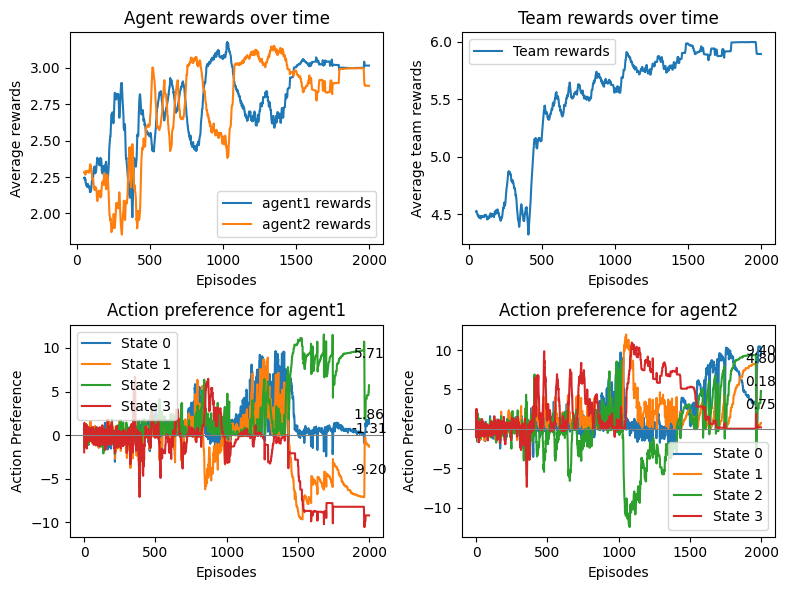 Agent rewards over time
Average rewards
3.00
2.75
2.50
2.25
2.00
agent1 rewards
agent2 rewards
0
500
1000
1500
2000
Episodes
Team rewards over time
Average team rewards
6.0
5.5
5.0
4.5
Team rewards
0
500
1000
1500
2000
Episodes
Action preference for agent1
Action Preference
10
5
0
−5
−10
State 0
State 1
State 2
State 3
5.71
1.86
-1.31
-9.20
0
500
1000
1500
2000
Episodes
Action preference for agent2
Action Preference
10
5
0
−5
−10
9.40
4.80
0.18
0.75
State 0
State 1
State 2
State 3
0
500
1000
1500
2000
Episodes